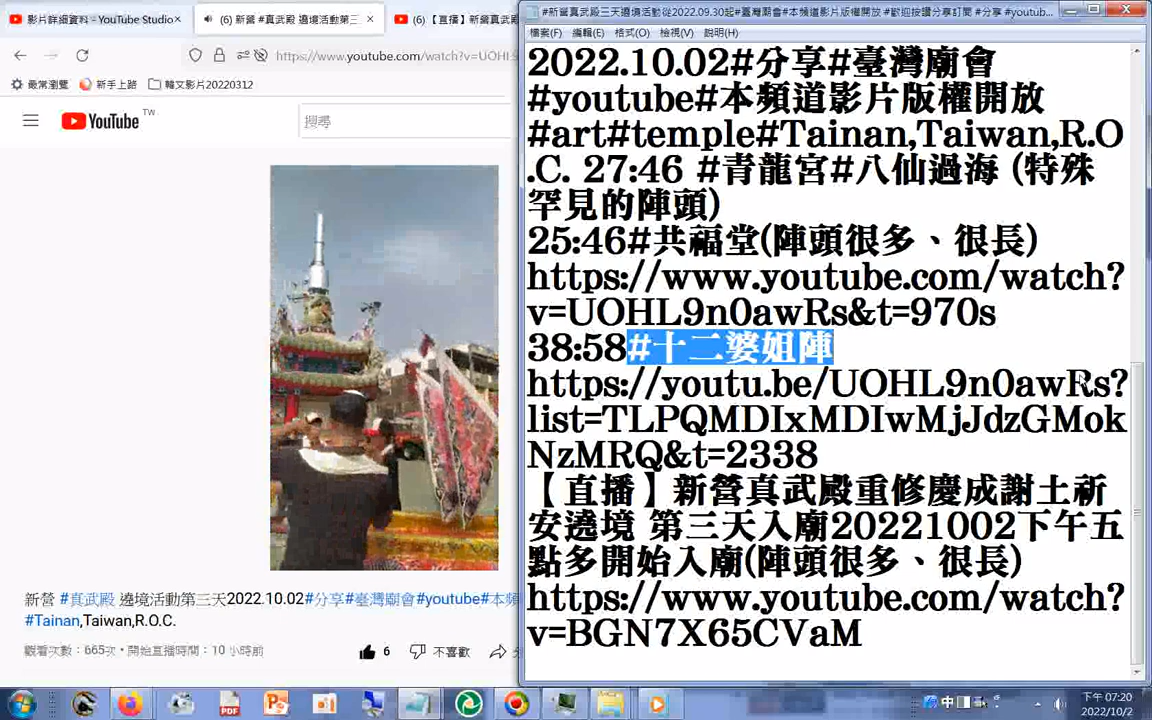 影片詳細資料 - YouTube Studio
(6) 新營 #真武殿 遶境活動第三
(6)【直播】新營真武
https://www.youtube.com/watch?v=UOHL
最常瀏覽
新手上路
韓文影片20220312
YouTube TW
搜尋
新營 #真武殿 遶境活動第三天2022.10.02#分享#臺灣廟會#youtube#本頻
#Tainan,Taiwan,R.O.C.
觀看次數:665次・開始直播時間:10 小時前
6
不喜歡
#新營真武殿三天遶境活動從2022.09.30起#臺灣廟會#本頻道影片版權開放 #歡迎按讚分享訂閱 #分享 #youtub...
檔案(F) 編輯(E) 格式(O) 檢視(V) 說明(H)
2022.10.02#分享#臺灣廟會
#youtube#本頻道影片版權開放
#art#temple#Tainan,Taiwan,R.O
.C. 27:46 #青龍宮#八仙過海 (特殊
罕見的陣頭)
25:46#共福堂(陣頭很多、很長)
https://www.youtube.com/watch?
v=UOHL9n0awRs&t=970s
38:58#十二婆姐陣
https://youtu.be/UOHL9n0awRs?
list=TLPQMDIxMDIwMjJdzGMok
NzMRQ&t=2338
【直播】新營真武殿重修慶成謝土祈
安遶境 第三天入廟20221002下午五
點多開始入廟(陣頭很多、很長)
https://www.youtube.com/watch?
v=BGN7X65CVaM
中
下午 07:20
2022/10/2